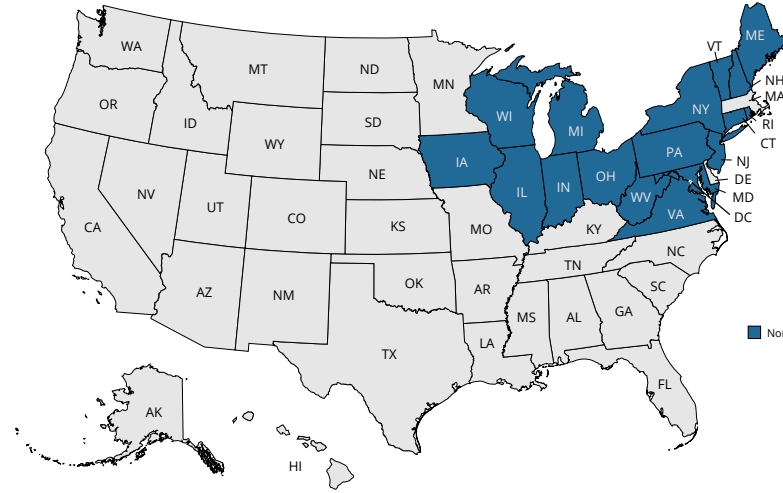 WA
MT
ND
MN
VT
ME
NH
MA
OR
ID
SD
WI
MI
NY
RI
CT
WY
IA
PA
NJ
NE
IL
IN
OH
DE
NV
UT
CO
KS
MO
KY
WV
VA
MD
DC
CA
AZ
NM
OK
AR
TN
NC
SC
TX
LA
MS
AL
GA
FL
AK
HI